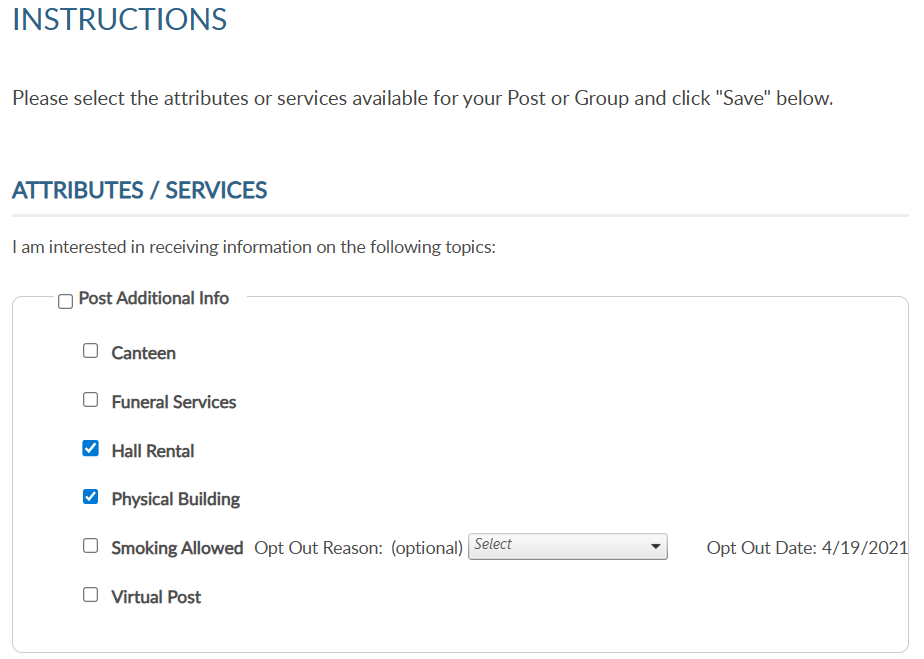 INSTRUCTIONS
Please select the attributes or services available for your Post or Group and click "Save" below.
ATTRIBUTES / SERVICES
I am interested in receiving information on the following topics:
Post Additional Info
Canteen
Funeral Services
Hall Rental
Physical Building
Smoking Allowed Opt Out Reason: (optional) Select Opt Out Date: 4/19/2021
Virtual Post